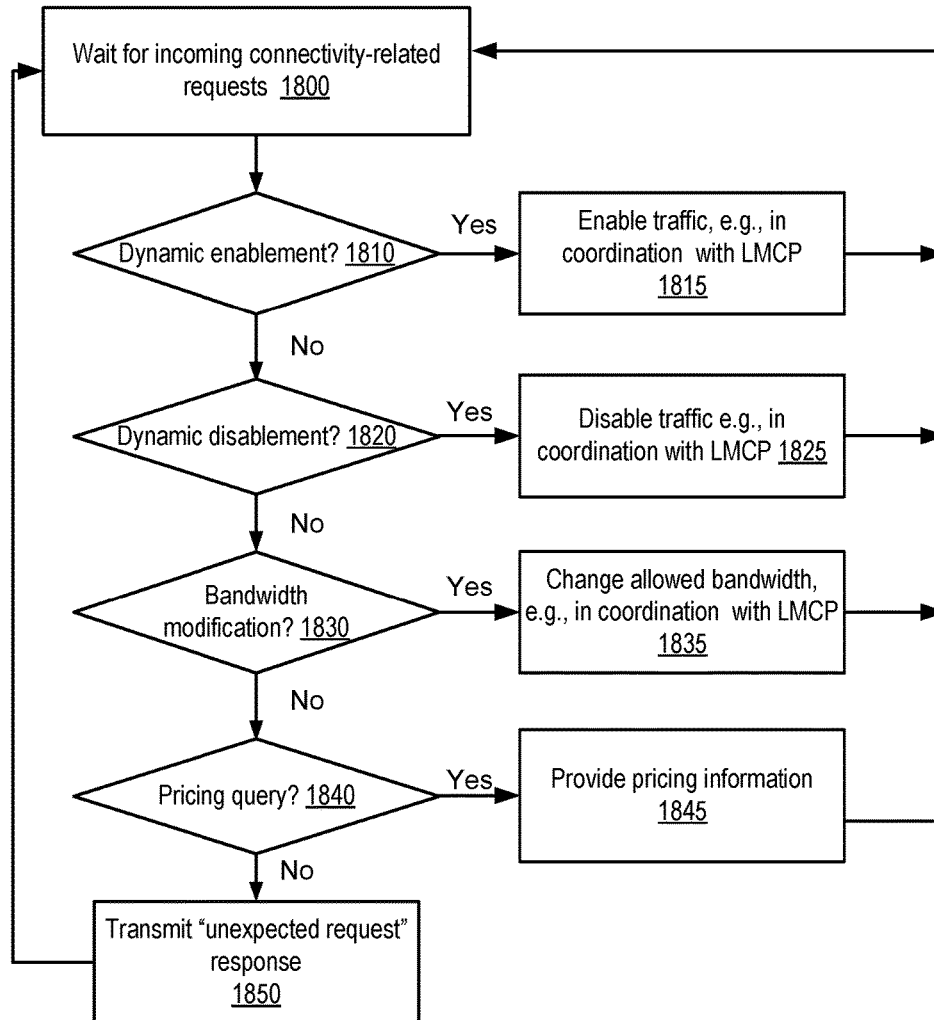 Wait for incoming connectivity-related
requests 1800
Dynamic enablement? 1810
Yes
Enable traffic, e.g., in
coordination with LMCP
1815
No
Dynamic disablement? 1820
Yes
Disable traffic e.g., in
coordination with LMCP 1825
No
Bandwidth
modification? 1830
Yes
Change allowed bandwidth,
e.g., in coordination with LMCP
1835
No
Pricing query? 1840
Yes
Provide pricing information
1845
No
Transmit “unexpected request”
response
1850